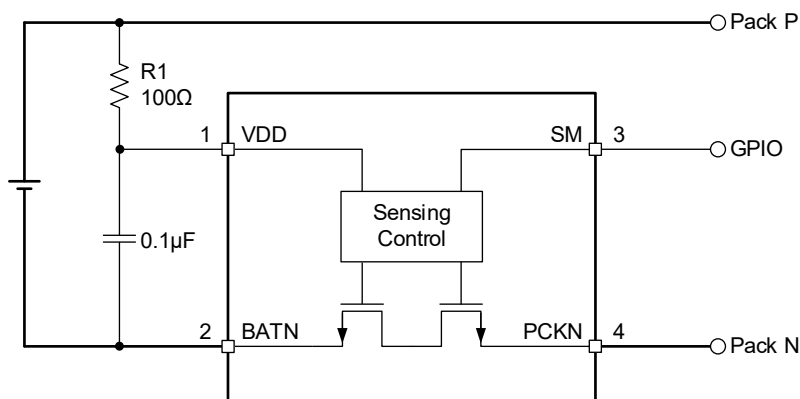 Pack P
R1
100Ω
1 VDD SM 3 GPIO
Sensing
Control
0.1µF
2 BATN PCKN 4 Pack N